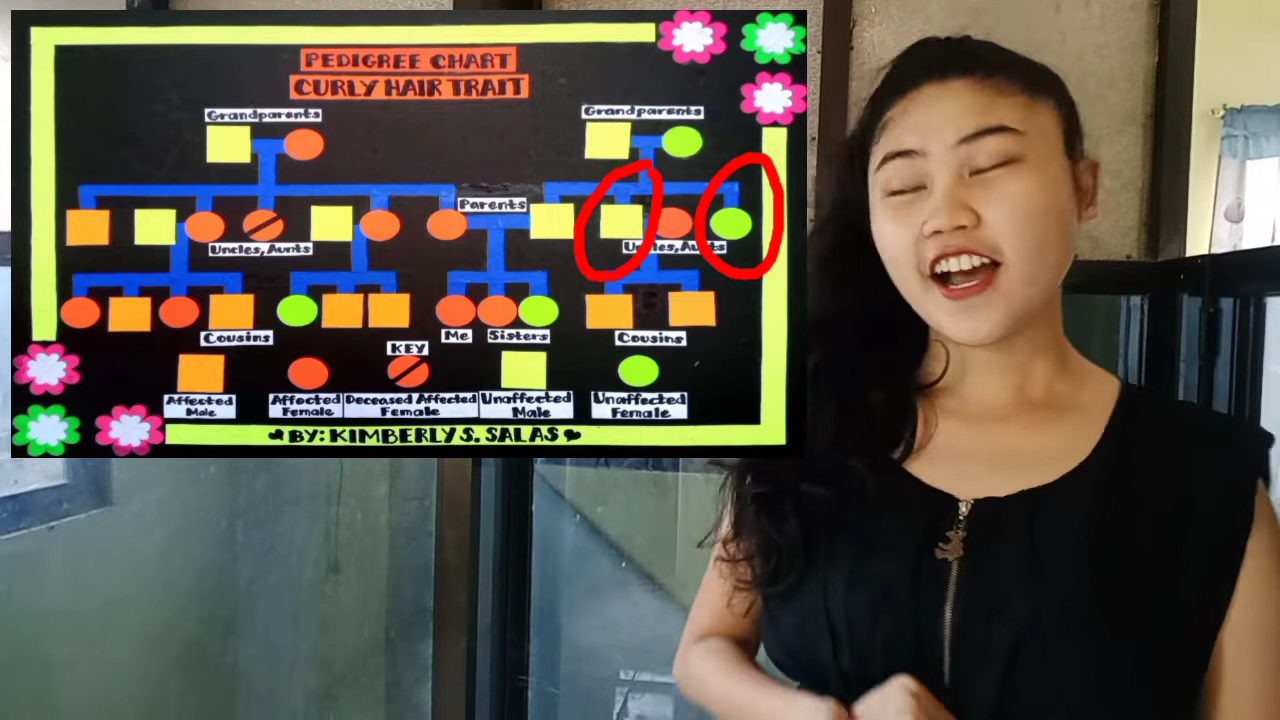 PEDIGREE CHART
CURLY HAIR TRAIT
Grandparents
Grandparents
Parents
Uncles, Aunts
Uncles, Aunts
Me
Sisters
Cousins
Cousins
KEY
Affected
Male
Affected
Female
Deceased Affected
Female
Unaffected
Male
Unaffected
Female
BY: KIMBERLY S. SALAS